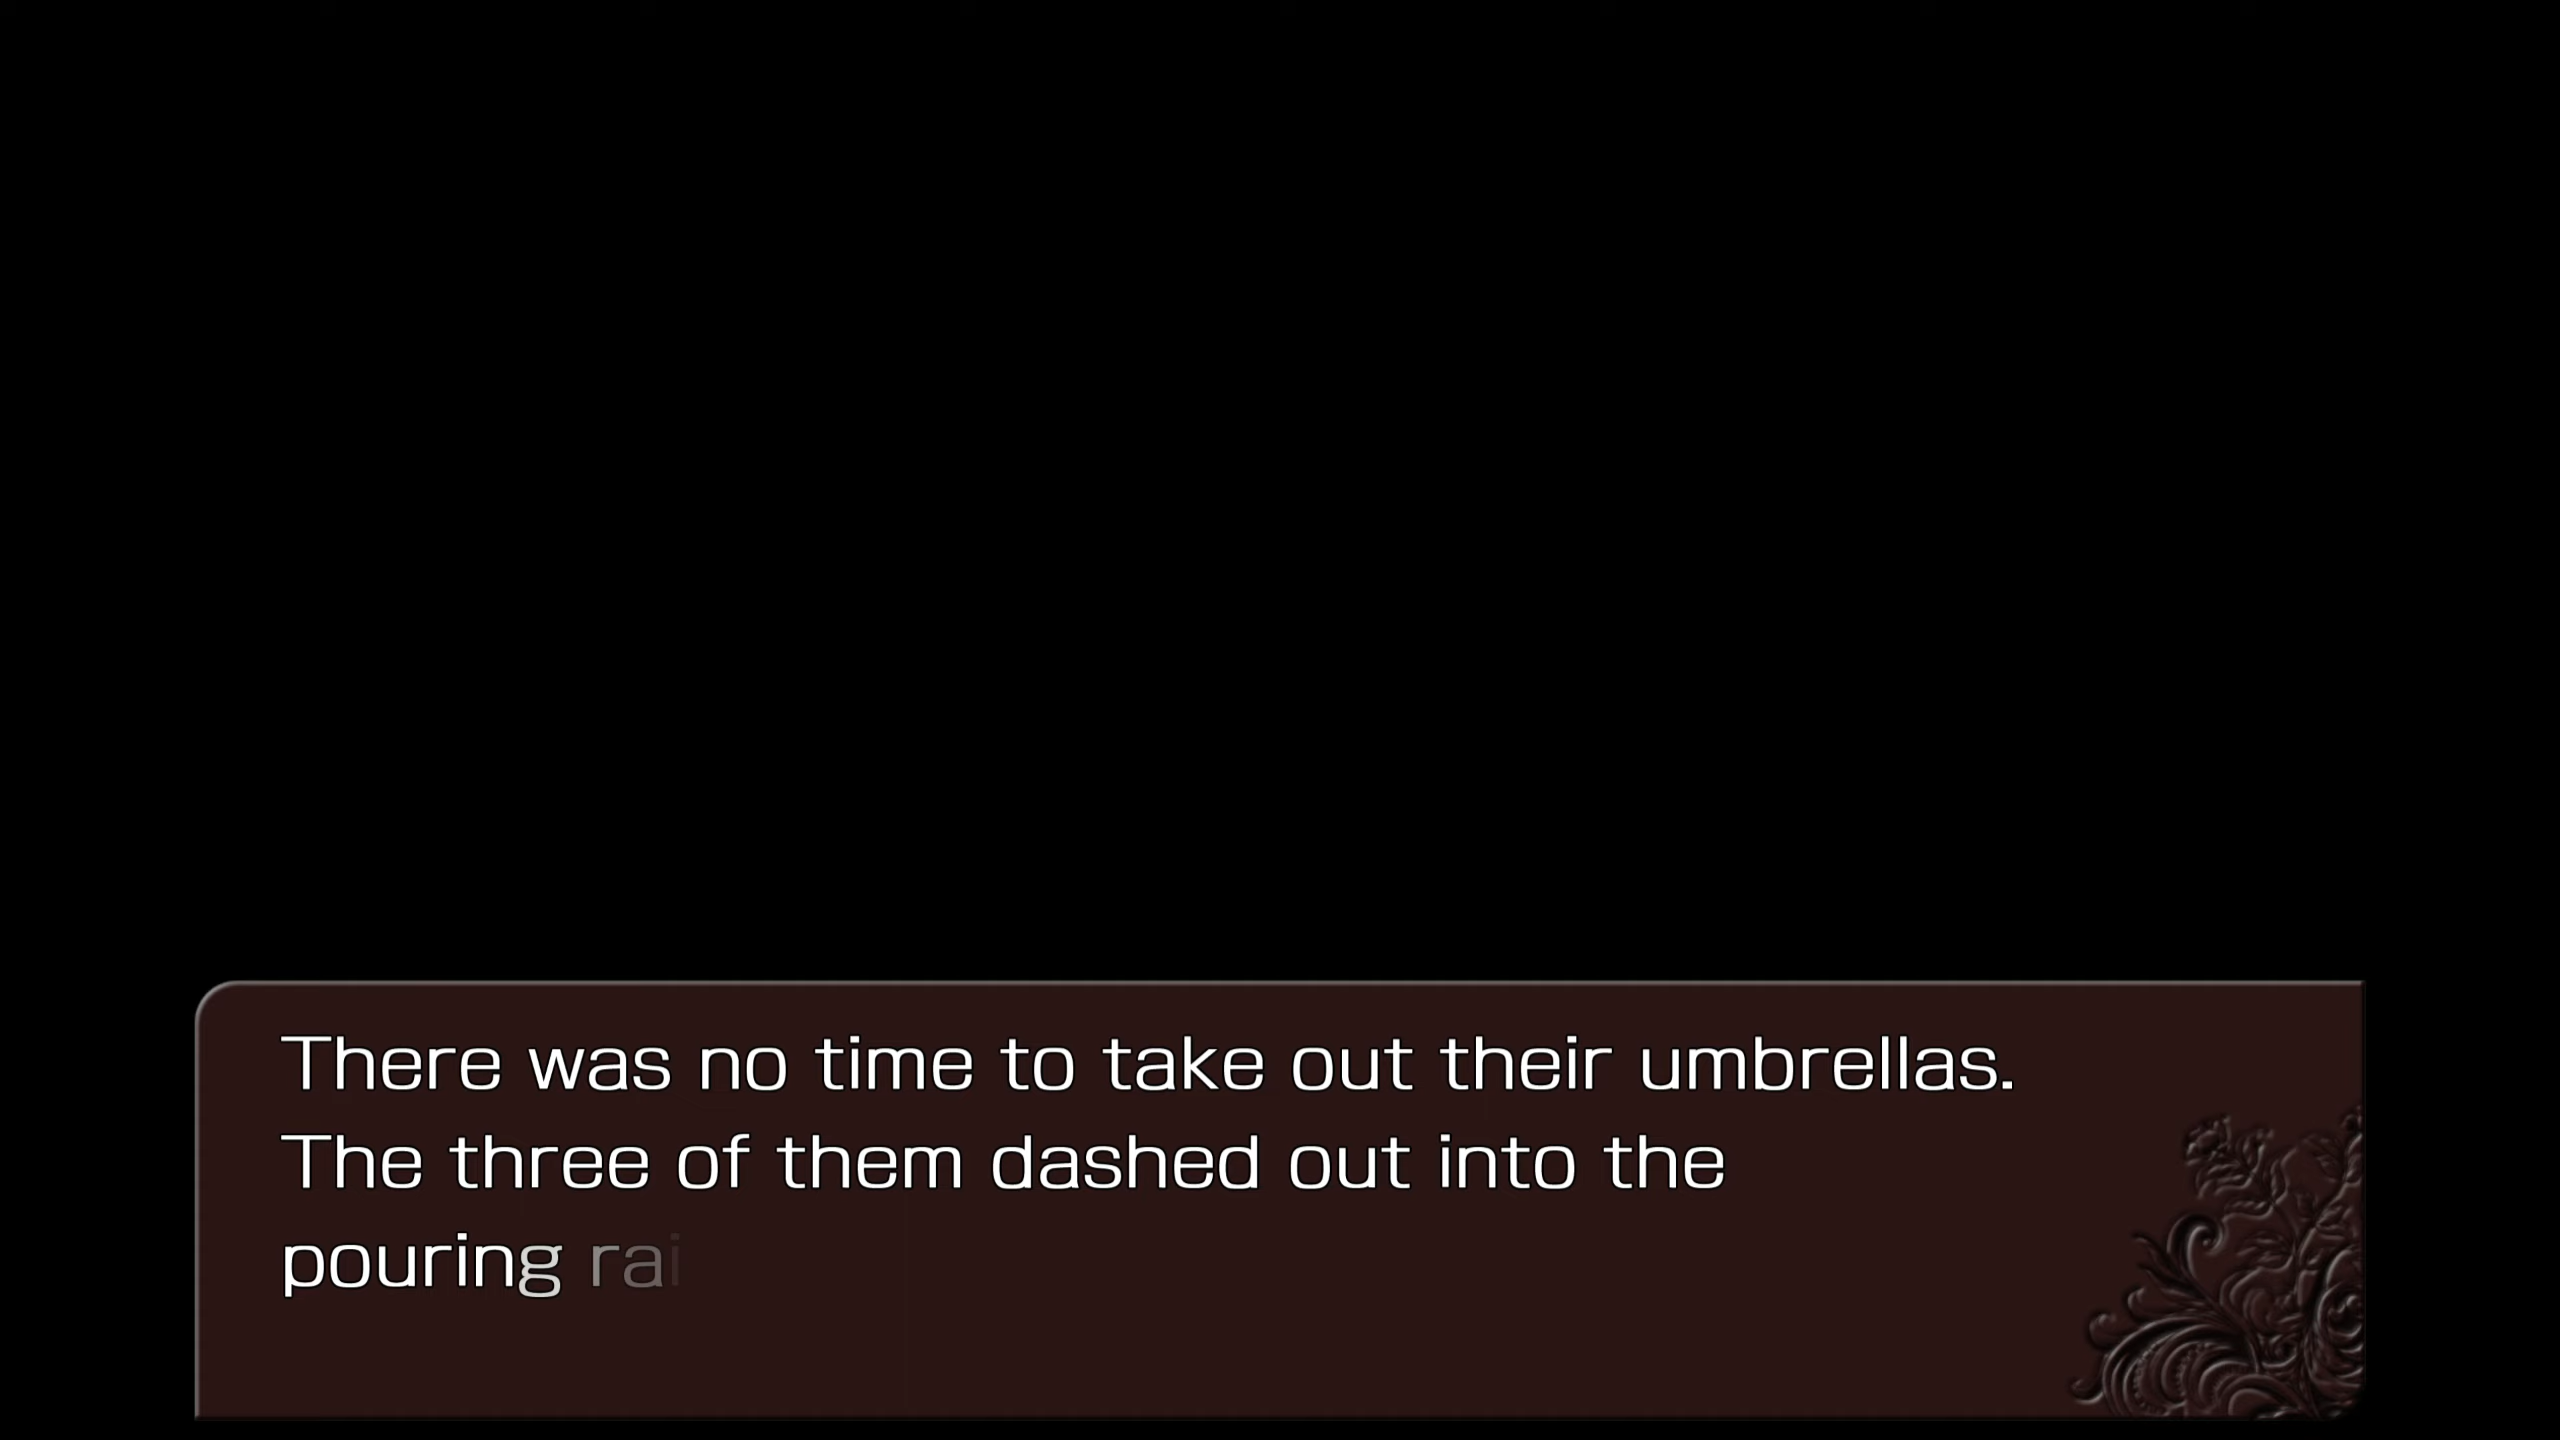 There was no time to take out their umbrellas.
The three of them dashed out into the
pouring rai